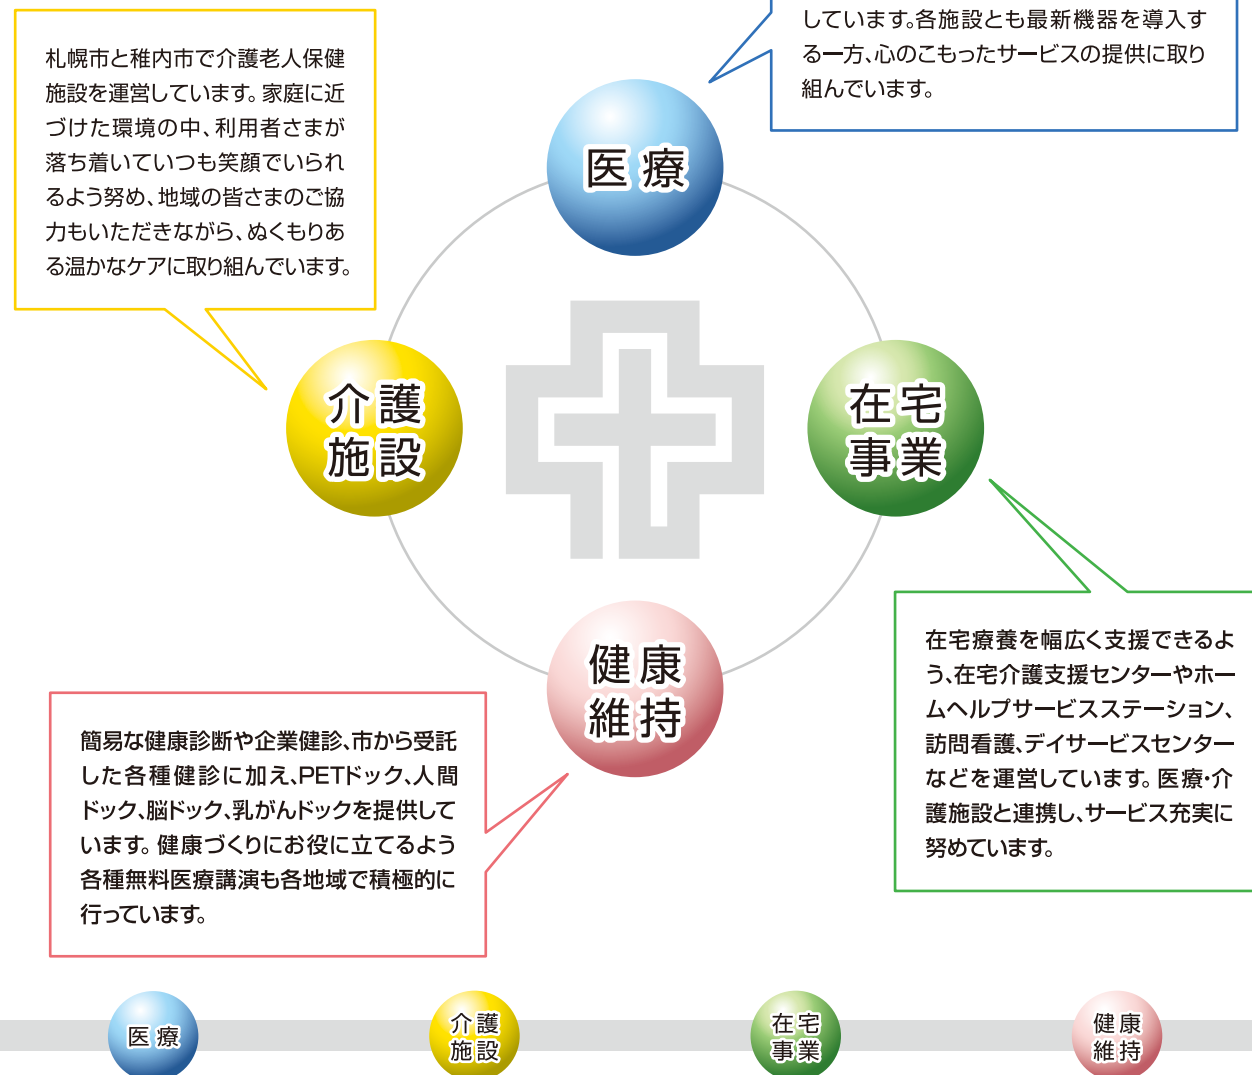 しています。各施設とも最新機器を導入す
る一方、心のこもったサービスの提供に取り
組んでいます。
札幌市と稚内市で介護老人保健
施設を運営しています。家庭に近
づけた環境の中、利用者さまが
落ち着いていつも笑顔でいられ
るよう努め、地域の皆さまのご協
力もいただきながら、ぬくもりあ
る温かなケアに取り組んでいます。
医療
介護
施設
在宅
事業
健康
維持
在宅療養を幅広く支援できるよ
う、在宅介護支援センターやホー
ムヘルプサービスステーション、
訪問看護、デイサービスセンター
などを運営しています。医療・介
護施設と連携し、サービス充実に
努めています。
簡易な健康診断や企業健診、市から受託
した各種健診に加え、PETドック、人間
ドック、脳ドック、乳がんドックを提供して
います。健康づくりにお役に立てるよう
各種無料医療講演も各地域で積極的に
行っています。
医療
介護
施設
在宅
事業
健康
維持